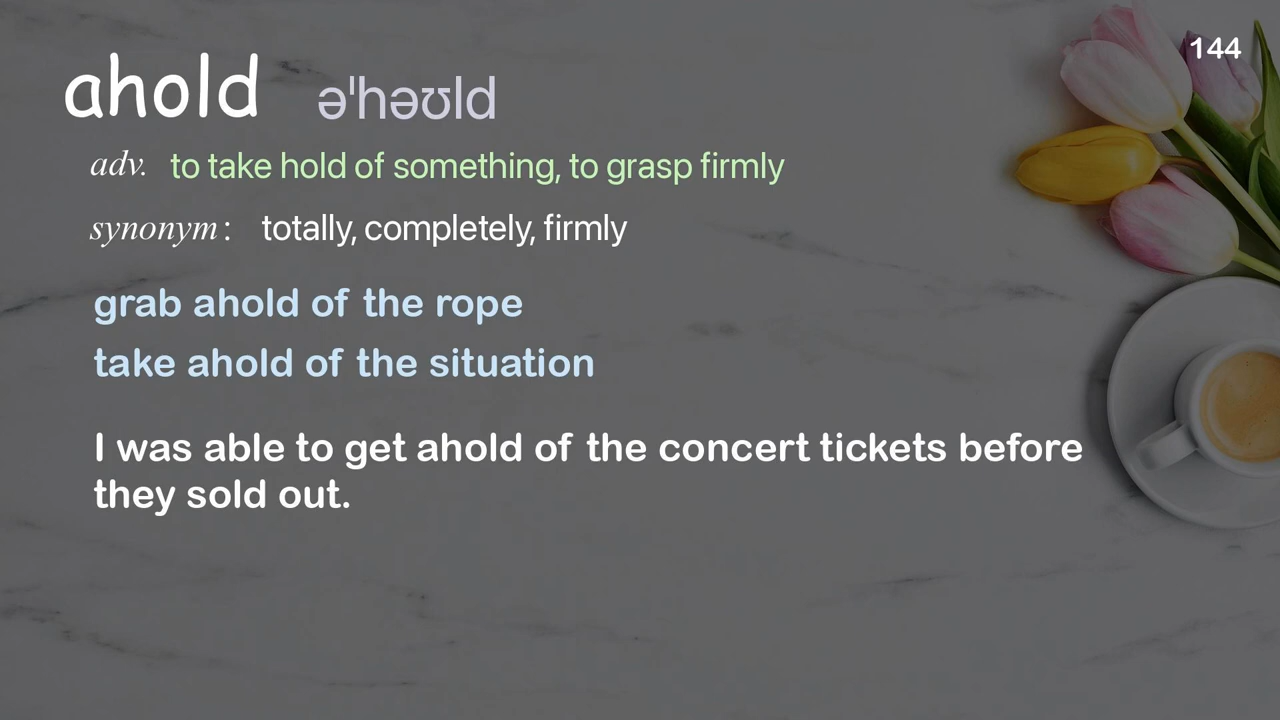 144
ahold əˈhəʊld
adv. to take hold of something, to grasp firmly
synonym: totally, completely, firmly
grab ahold of the rope
take ahold of the situation
I was able to get ahold of the concert tickets before
they sold out.